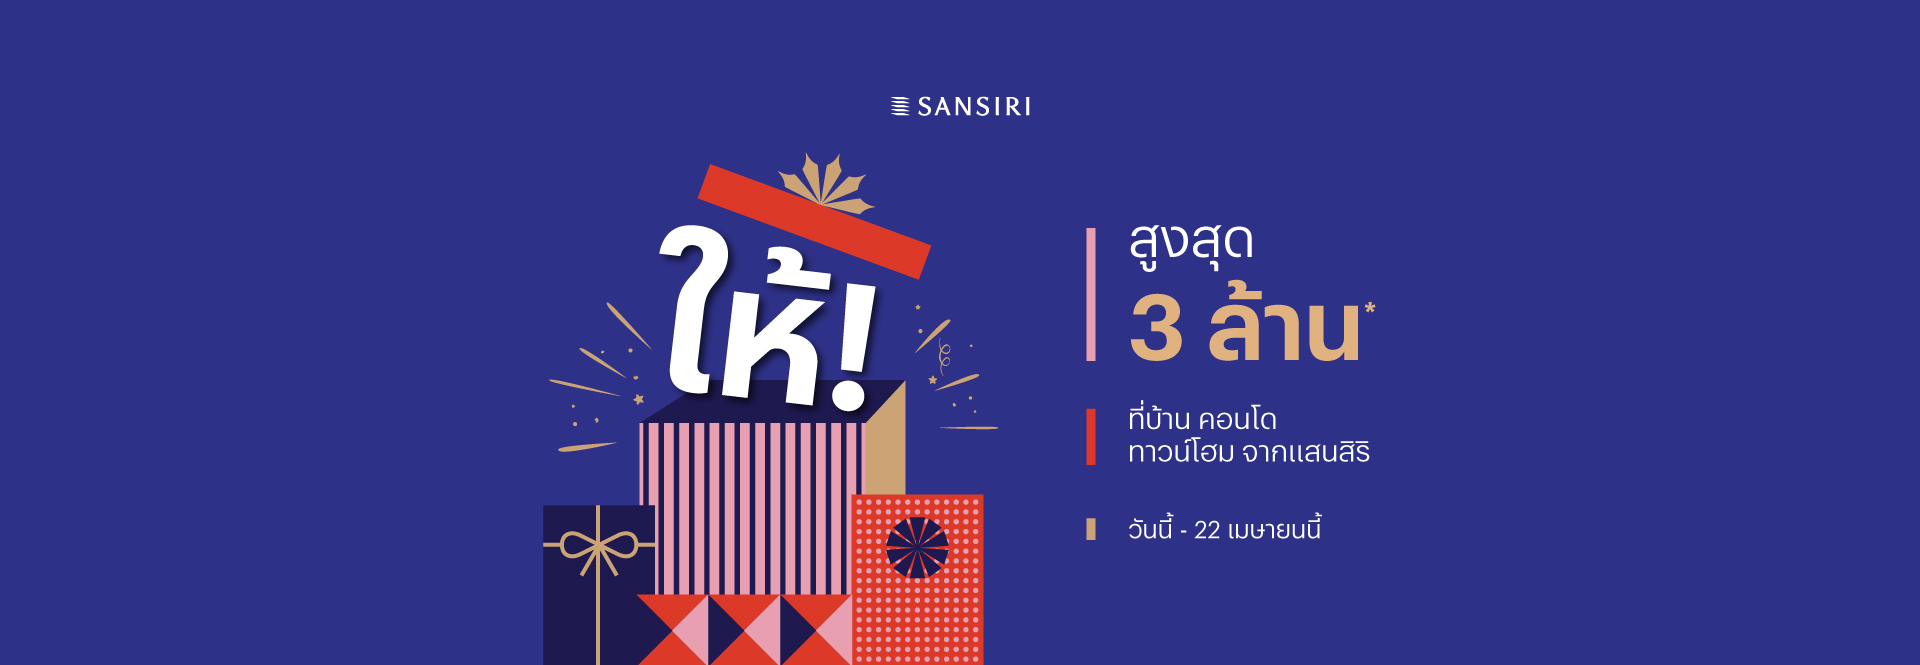 SANSIRI
ให้!
สูงสุด
3 ล้าน*
ที่บ้าน คอนโด
ทาวน์โฮม จากแสนสิริ
วันนี้ - 22 เมษายนนี้